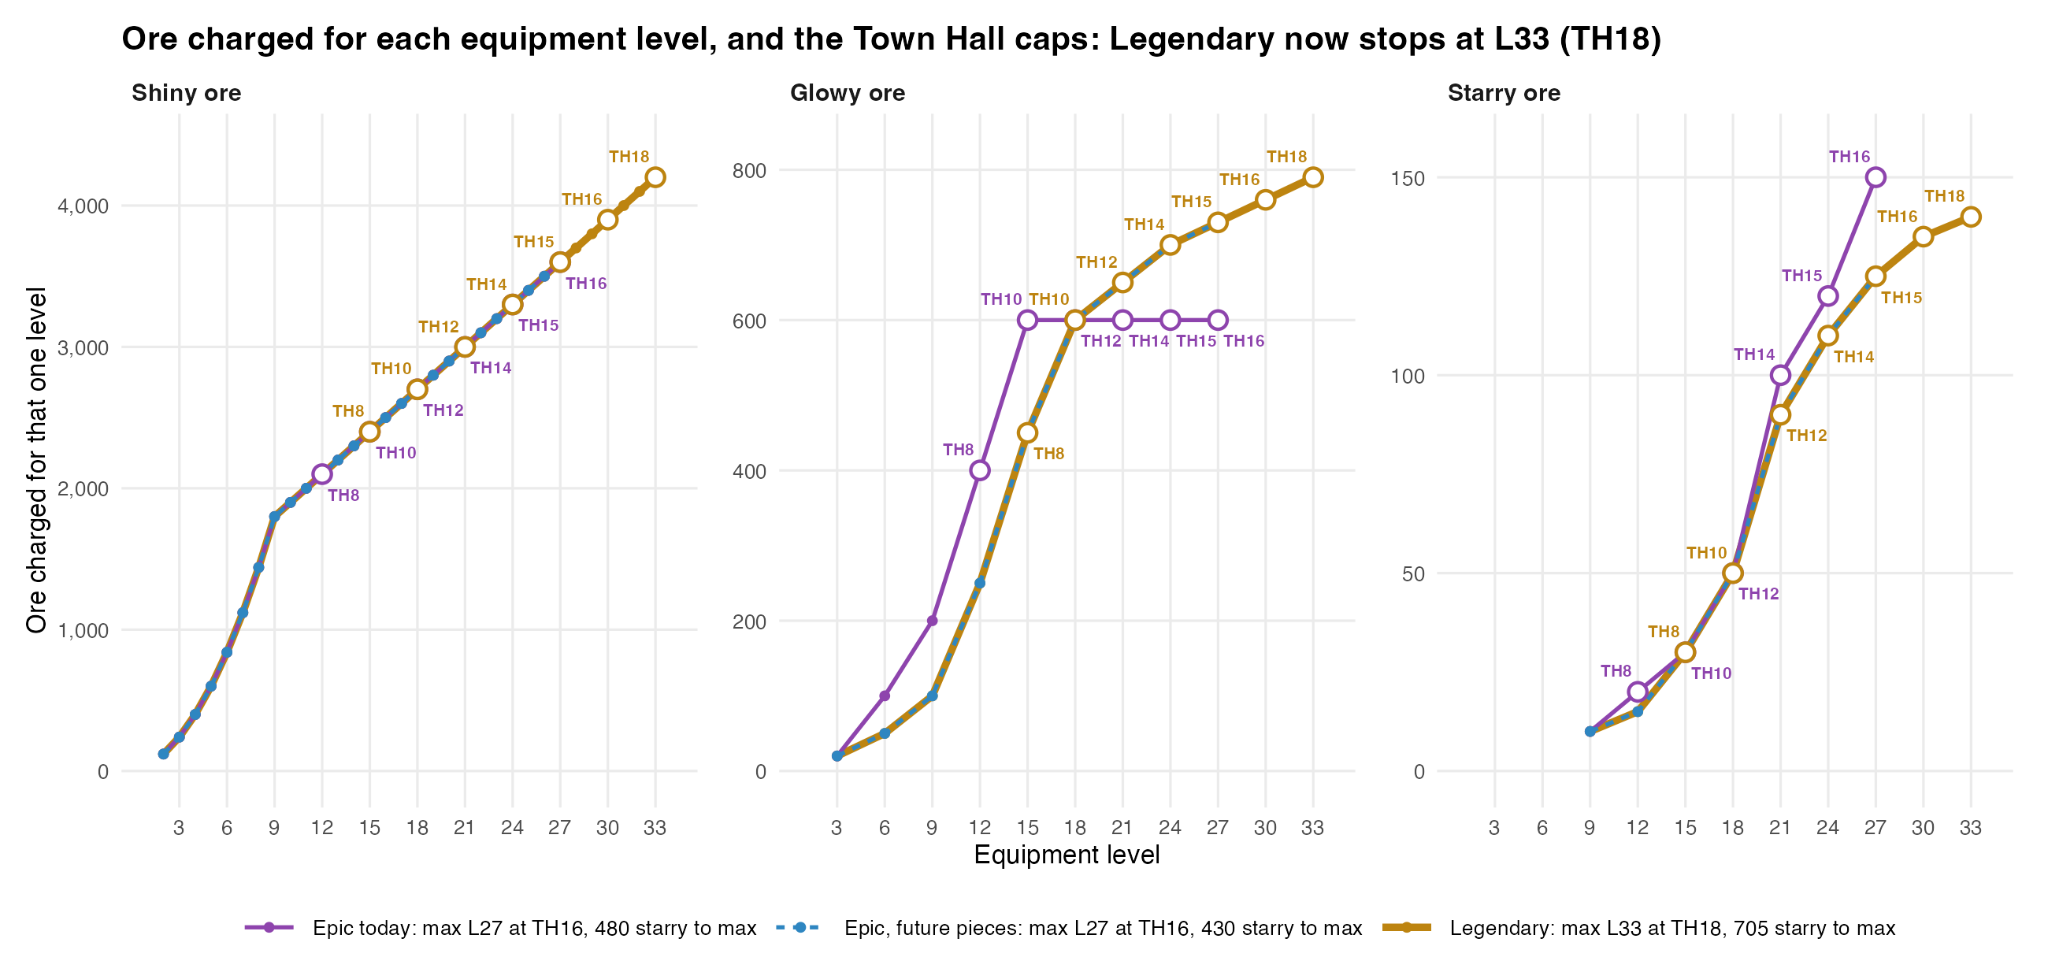 Ore charged for each equipment level, and the Town Hall caps: Legendary now stops at L33 (TH18)
Shiny ore
Glowy ore
Starry ore
Ore charged for that one level
4,000
3,000
2,000
1,000
0
TH18
TH16
TH15
TH14
TH12
TH10
TH8
TH16
TH15
TH14
TH12
TH10
TH8
3 6 9 12 15 18 21 24 27 30 33
800
600
400
200
0
TH18
TH16
TH15
TH14
TH12
TH10 TH10
TH12 TH14 TH15 TH16
TH8
TH8
3 6 9 12 15 18 21 24 27 30 33
150
100
50
0
TH16
TH18
TH16
TH15
TH15
TH14
TH14
TH12
TH10
TH12
TH8
TH8
TH10
3 6 9 12 15 18 21 24 27 30 33
Equipment level
Epic today: max L27 at TH16, 480 starry to max
Epic, future pieces: max L27 at TH16, 430 starry to max
Legendary: max L33 at TH18, 705 starry to max